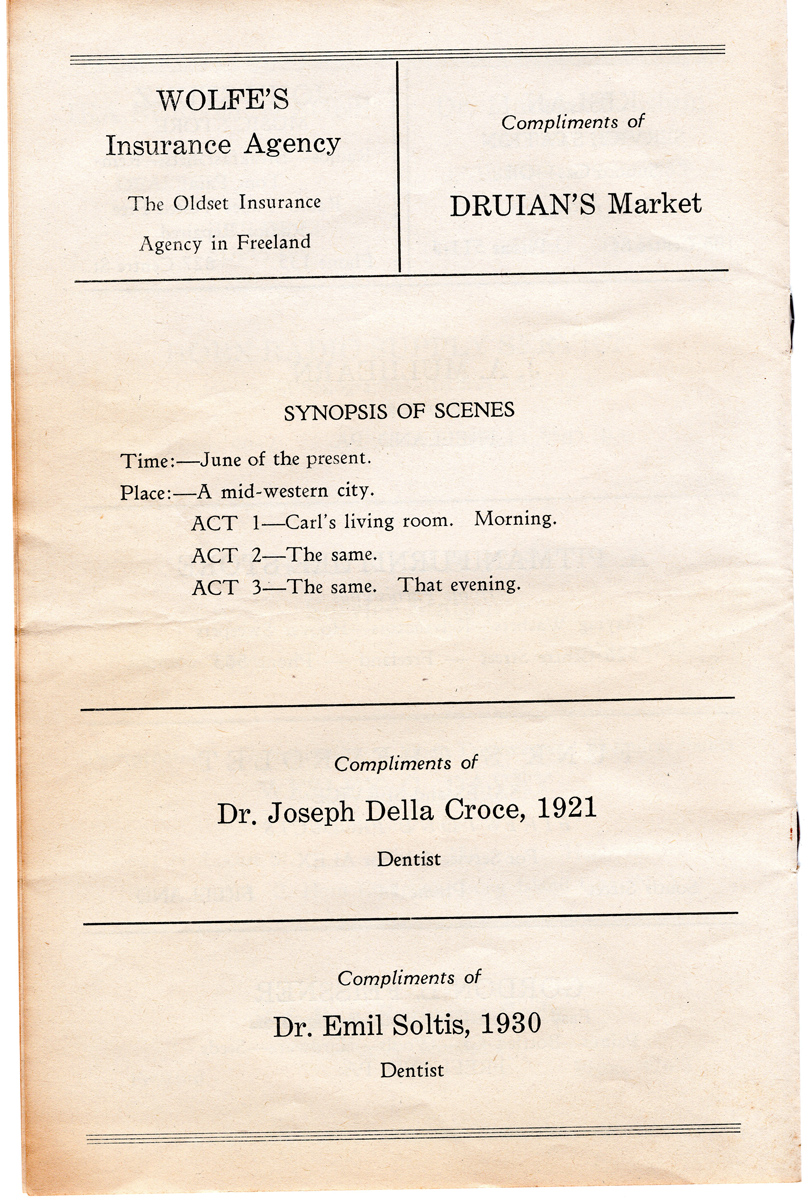 WOLFE'S
Insurance Agency
The Oldset Insurance
Agency in Freeland
Compliments of
DRUIAN'S Market
SYNOPSIS OF SCENES
Time:—June of the present.
Place:—A mid-western city.
ACT 1—Carl's living room. Morning.
ACT 2—The same.
ACT 3—The same. That evening.
Compliments of
Dr. Joseph Della Croce, 1921
Dentist
Compliments of
Dr. Emil Soltis, 1930
Dentist